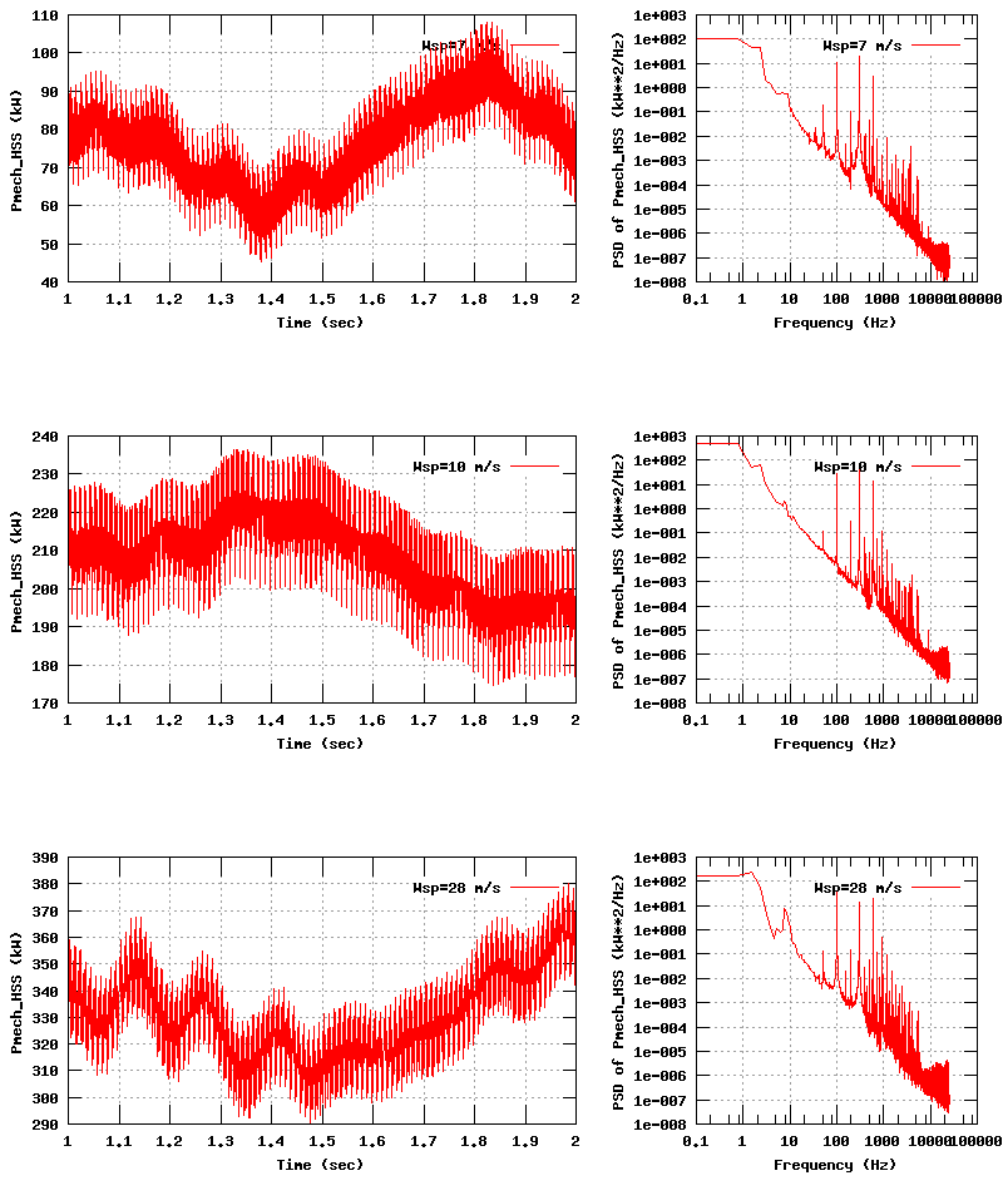 110
100
90
80
70
60
50
40
Pmech_HSS (kW)
Wsp=7 m/s
1 1.1 1.2 1.3 1.4 1.5 1.6 1.7 1.8 1.9 2
Time (sec)
1e+003
1e+002
1e+001
1e+000
1e-001
1e-002
1e-003
1e-004
1e-005
1e-006
1e-007
1e-008
PSD of Pmech_HSS (kW**2/Hz)
Wsp=7 m/s
0.1 1 10 100 1000 10000 100000
Frequency (Hz)
240
230
220
210
200
190
180
170
Pmech_HSS (kW)
Wsp=10 m/s
1 1.1 1.2 1.3 1.4 1.5 1.6 1.7 1.8 1.9 2
Time (sec)
1e+003
1e+002
1e+001
1e+000
1e-001
1e-002
1e-003
1e-004
1e-005
1e-006
1e-007
1e-008
PSD of Pmech_HSS (kW**2/Hz)
Wsp=10 m/s
0.1 1 10 100 1000 10000 100000
Frequency (Hz)
390
380
370
360
350
340
330
320
310
300
290
Pmech_HSS (kW)
Wsp=28 m/s
1 1.1 1.2 1.3 1.4 1.5 1.6 1.7 1.8 1.9 2
Time (sec)
1e+003
1e+002
1e+001
1e+000
1e-001
1e-002
1e-003
1e-004
1e-005
1e-006
1e-007
1e-008
PSD of Pmech_HSS (kW**2/Hz)
Wsp=28 m/s
0.1 1 10 100 1000 10000 100000
Frequency (Hz)